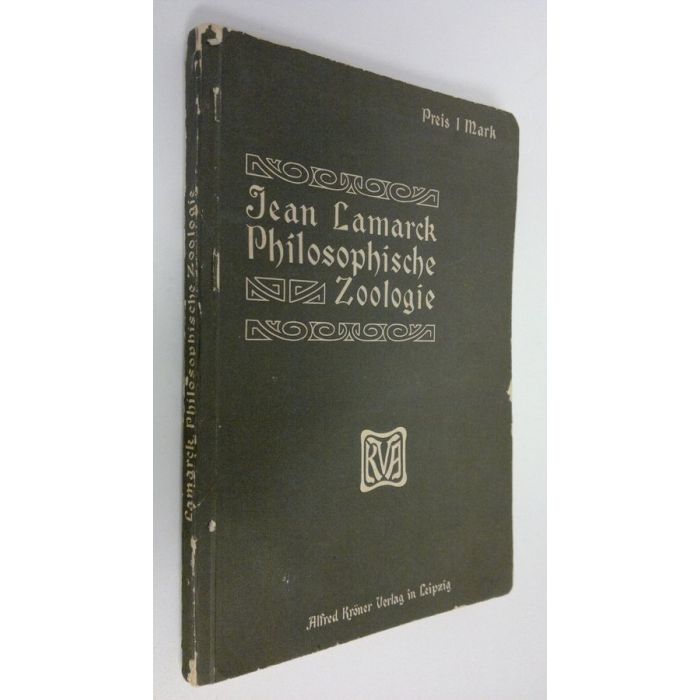 Preis 1 Mark
Jean Lamarck
Philosophische
Zoologie
KVA
Alfred Kröner Verlag in Leipzig
Lamarck Philosophische Zoologie